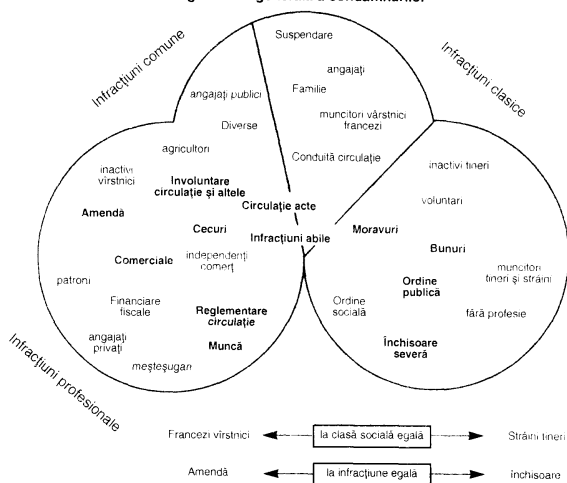 Infracțiuni comune
Infracțiuni clasice
Infracțiuni profesionale
Suspendare
angajați
Familie
angajați publici
muncitori vârstnici
francezi
Diverse
agricultori
Conduită circulație
inactivi
vîrstnici
Involuntare
circulație și altele
Amendă
Circulație acte
Cecuri
Infracțiuni abile
Comerciale
independenți
comerț
patroni
Financiare
fiscale
Reglementare
circulație
angajați
privați
Muncă
meșteșugari
inactivi tineri
voluntari
Moravuri
Bunuri
muncitori
tineri și străini
Ordine
publică
Ordine
socială
fără profesie
Închisoare
severă
Francezi vîrstnici
la clasă socială egală
Străini tineri
Amendă
la infracțiune egală
închisoare